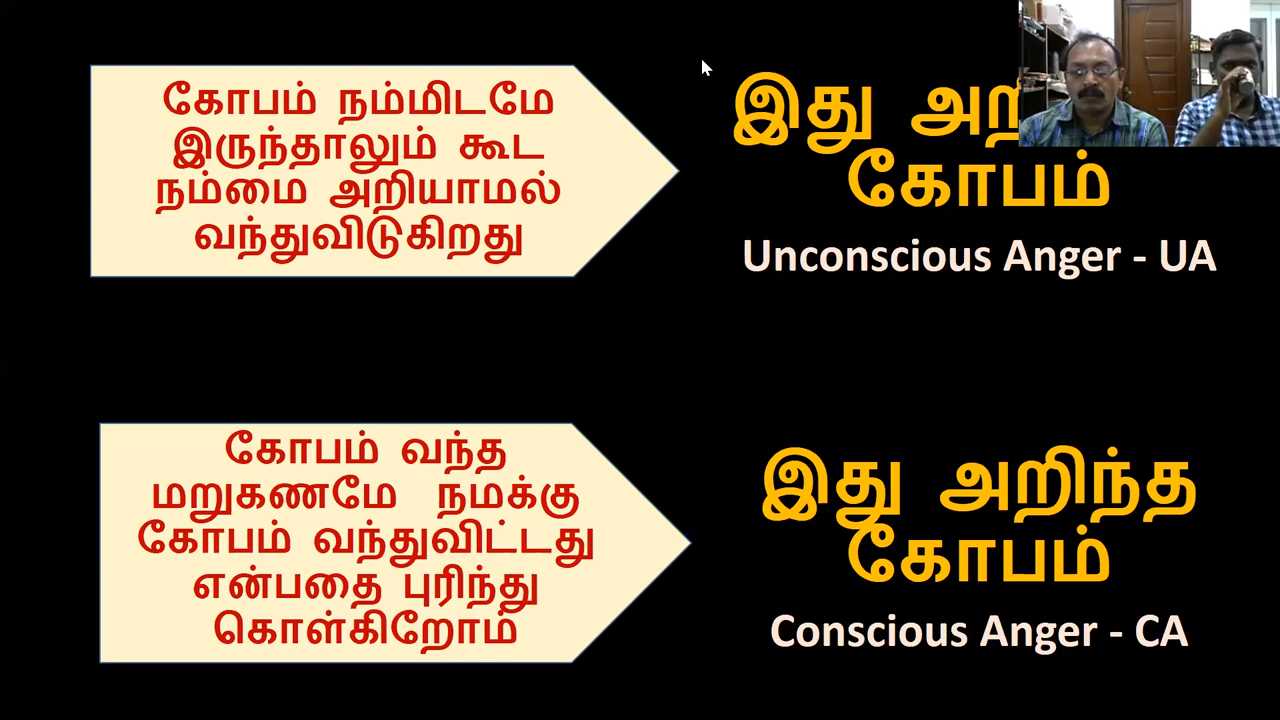 கோபம் நம்மிடமே
இருந்தாலும் கூட
நம்மை அறியாமல்
வந்துவிடுகிறது
இது
கோபம்
Unconscious Anger - UA
கோபம் வந்த
மறுகணமே நமக்கு
கோபம் வந்துவிட்டது
என்பதை புரிந்து
கொள்கிறோம்
இது அறிந்த
கோபம்
Conscious Anger - CA